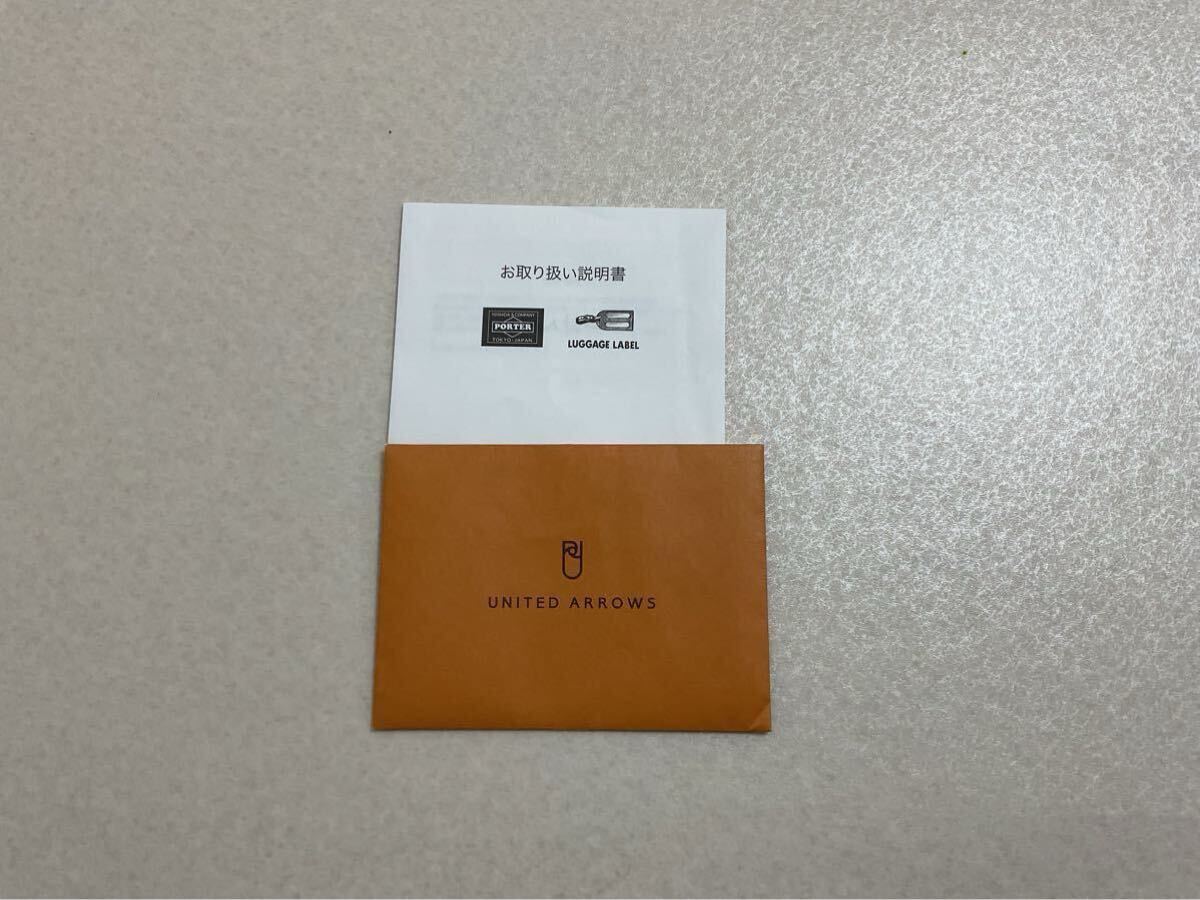 お取り扱い説明書
YOSHIDA & COMPANY
PORTER
TOKYO-JAPAN
LUGGAGE LABEL
UNITED ARROWS